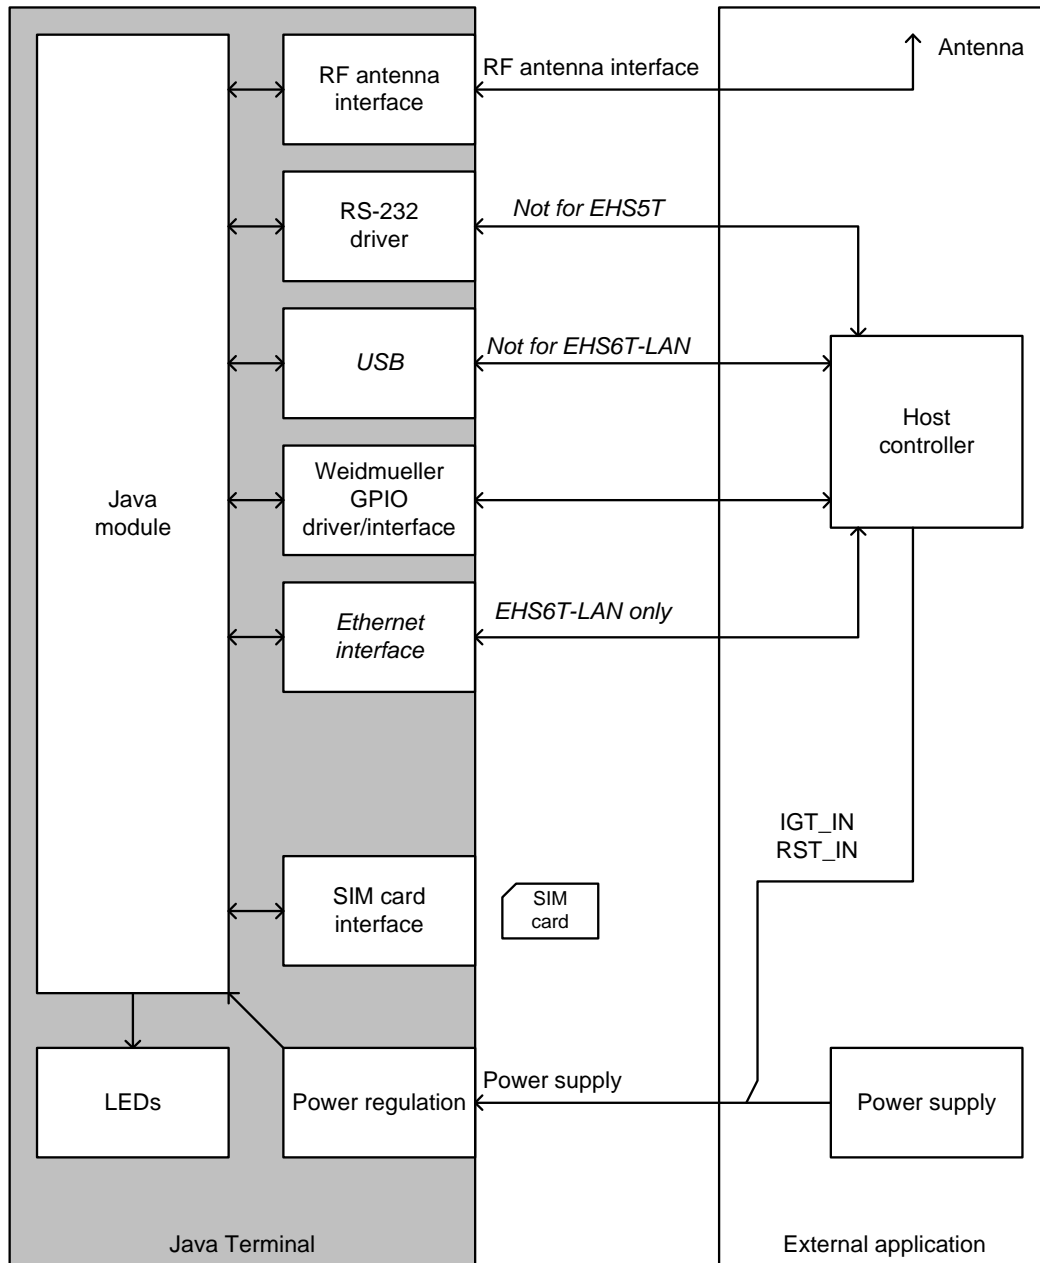 RF antenna
interface
RF antenna interface
Antenna
RS-232
driver
Not for EHS5T
USB
Not for EHS6T-LAN
Host
controller
Java
module
Weidmueller
GPIO
driver/interface
Ethernet
interface
EHS6T-LAN only
IGT_IN
RST_IN
SIM card
interface
SIM
card
LEDs
Power regulation
Power supply
Power supply
Java Terminal
External application